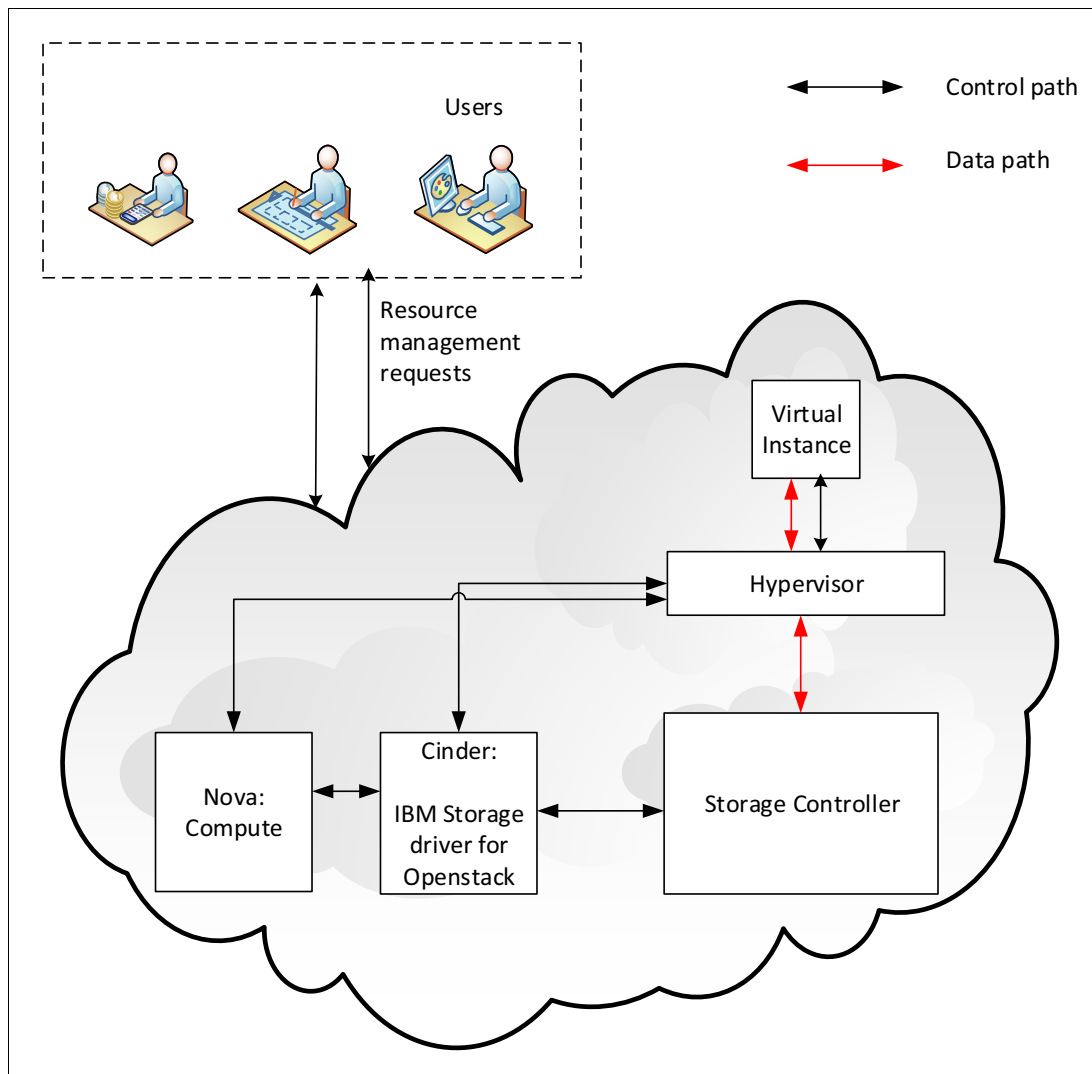 Users
Control path
Data path
Resource
management
requests
Virtual
Instance
Hypervisor
Nova:
Compute
Cinder:
IBM Storage
driver for
Openstack
Storage Controller